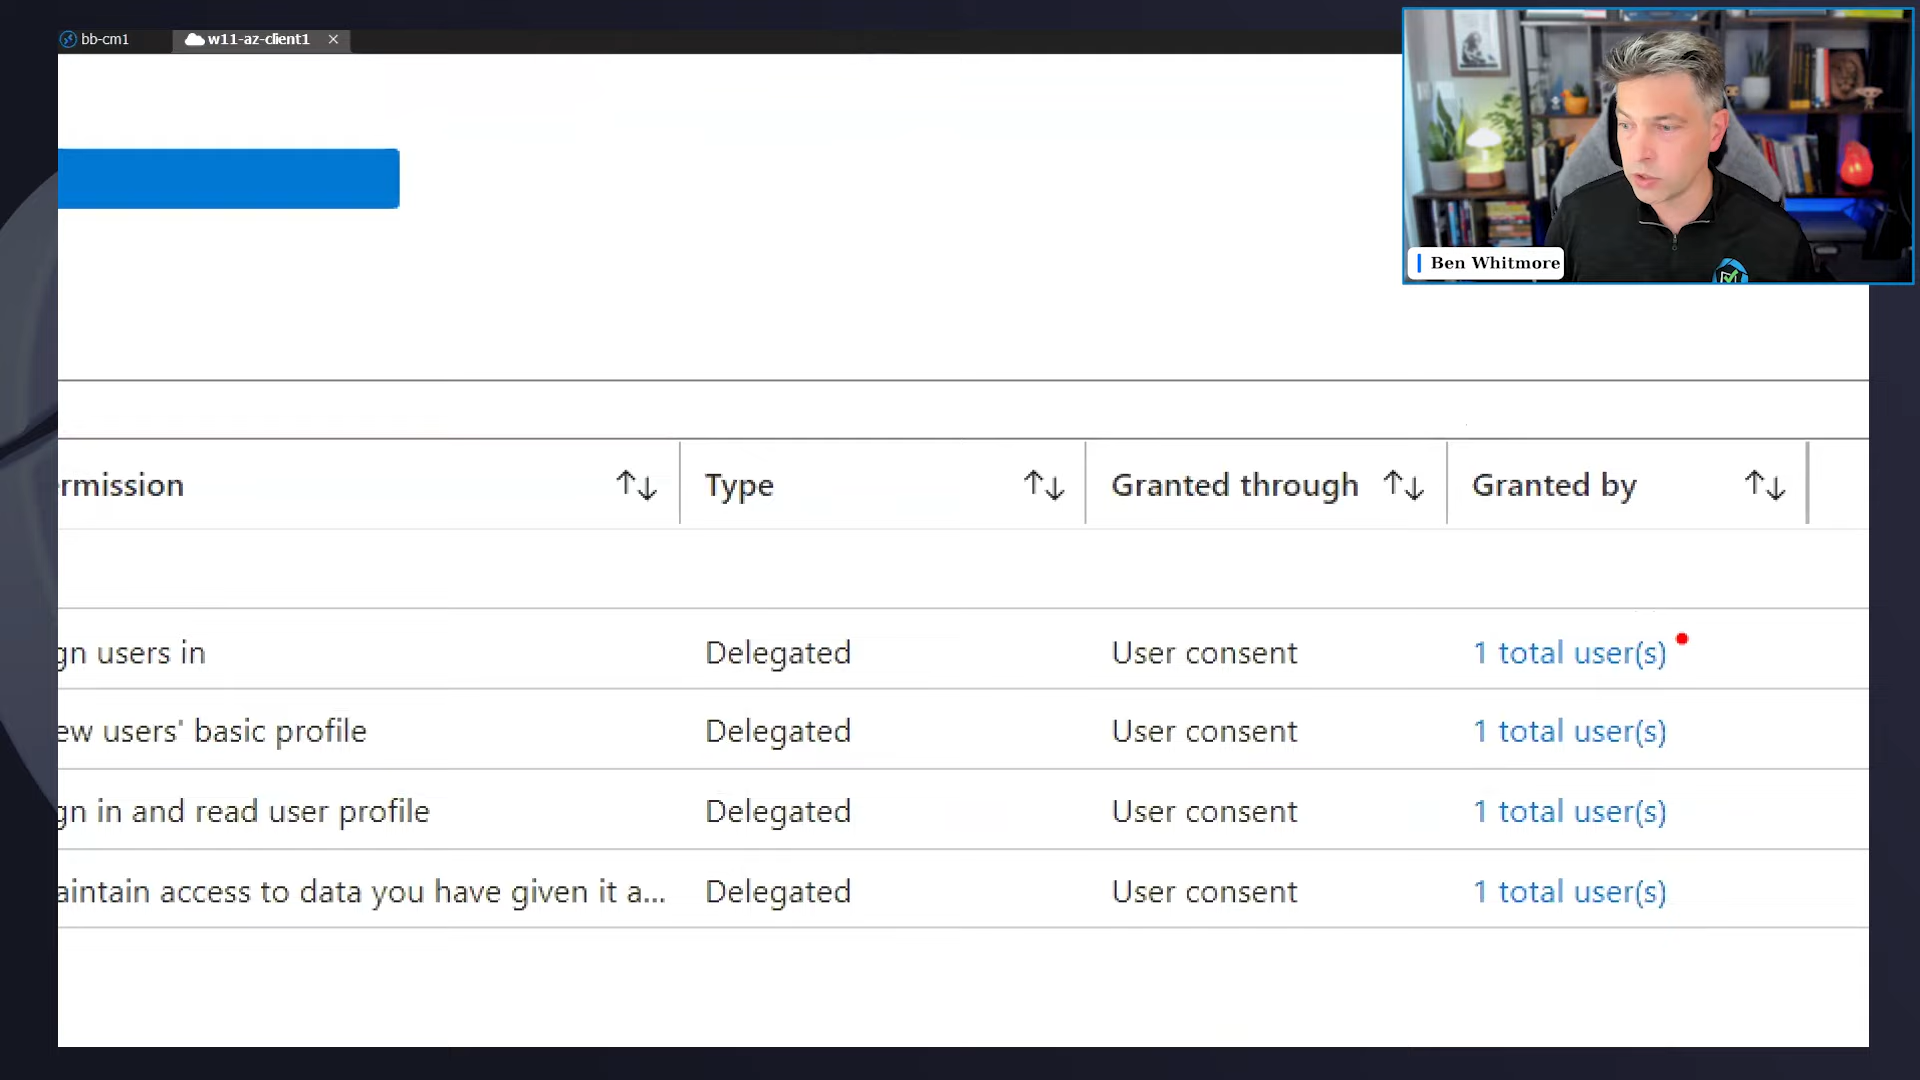 bb-cm1
w11-az-client1
Ben Whitmore
ermission Type Granted through Granted by
gn users in Delegated User consent 1 total user(s)
ew users' basic profile Delegated User consent 1 total user(s)
gn in and read user profile Delegated User consent 1 total user(s)
aintain access to data you have given it a... Delegated User consent 1 total user(s)